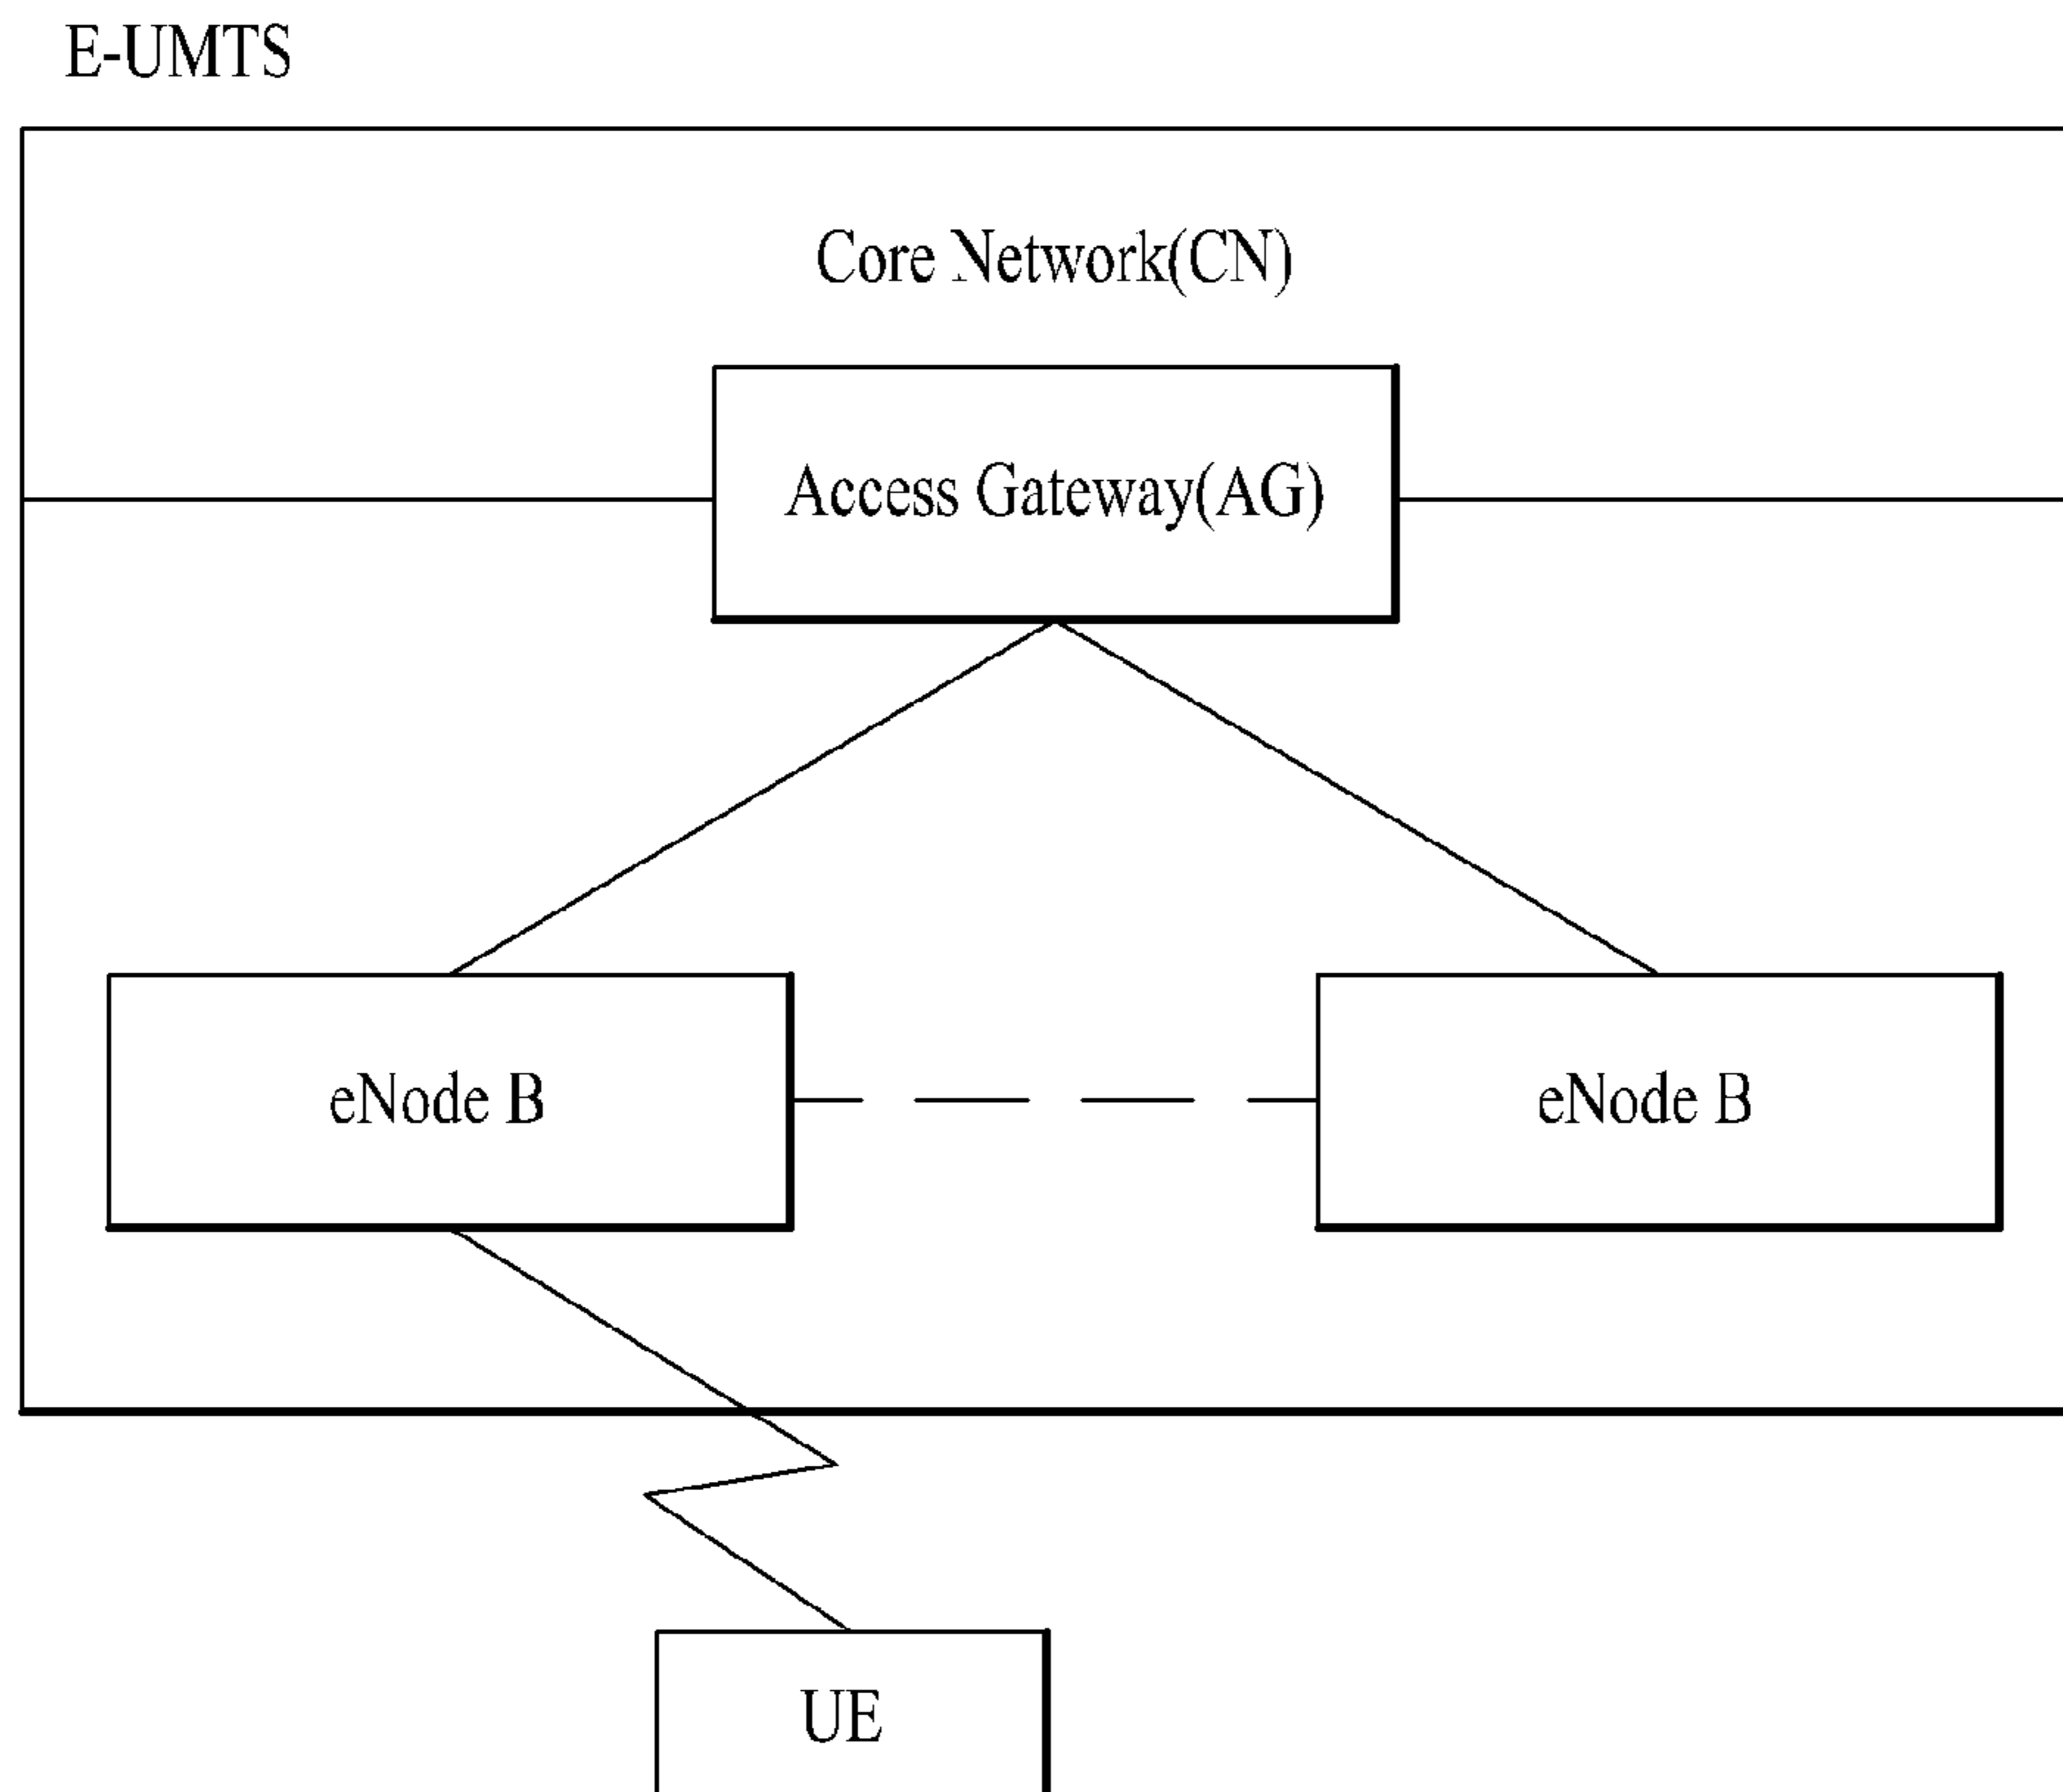 E-UMTS
Core Network(CN)
Access Gateway(AG)
eNode B
eNode B
UE